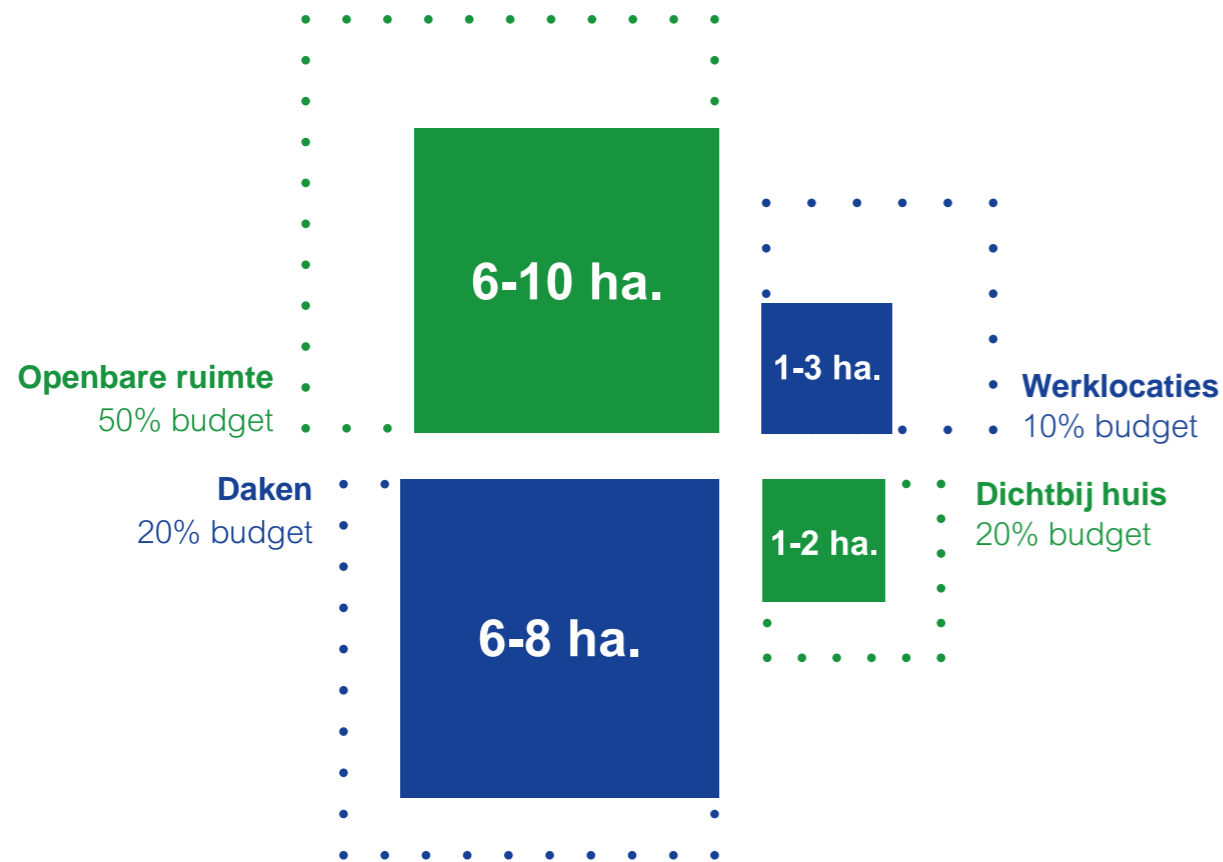 6-10 ha.
Openbare ruimte
50% budget
1-3 ha.
Werklocaties
10% budget
Daken
20% budget
6-8 ha.
1-2 ha.
Dichtbij huis
20% budget